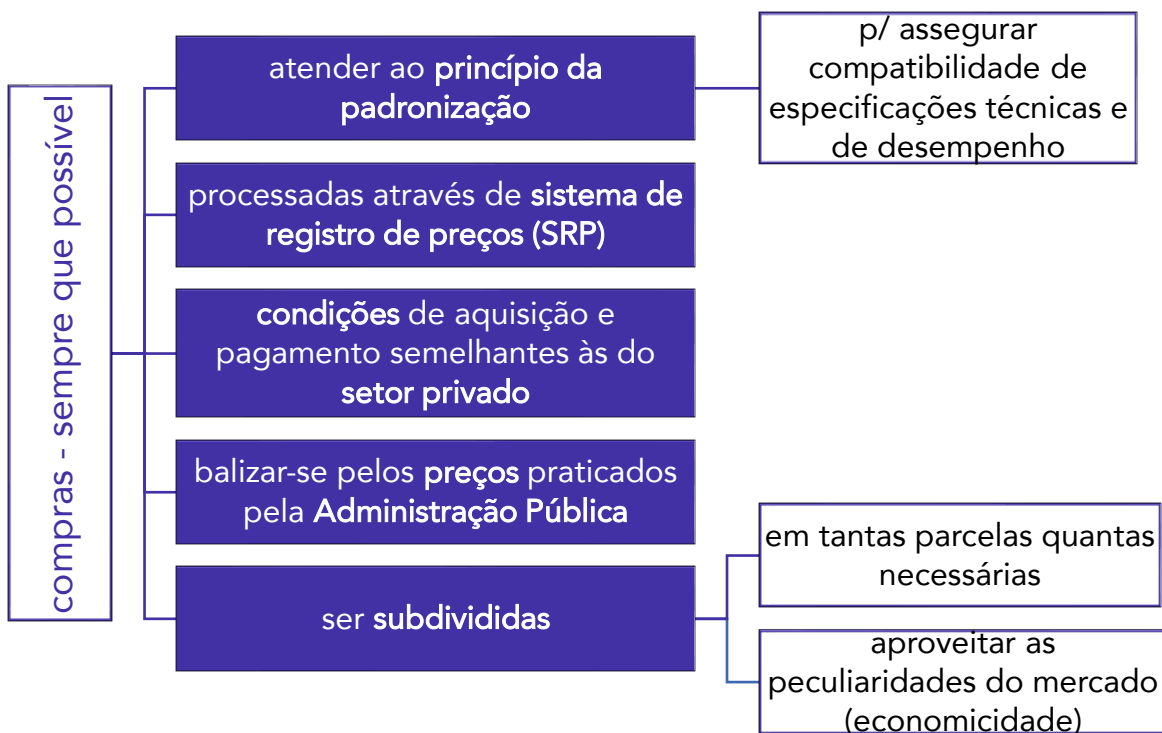 compras - sempre que possível
atender ao princípio da
padronização
p/ assegurar
compatibilidade de
especificações técnicas e
de desempenho
processadas através de sistema de
registro de preços (SRP)
condições de aquisição e
pagamento semelhantes às do
setor privado
balizar-se pelos preços praticados
pela Administração Pública
ser subdivididas
em tantas parcelas quantas
necessárias
aproveitar as
peculiaridades do mercado
(economicidade)